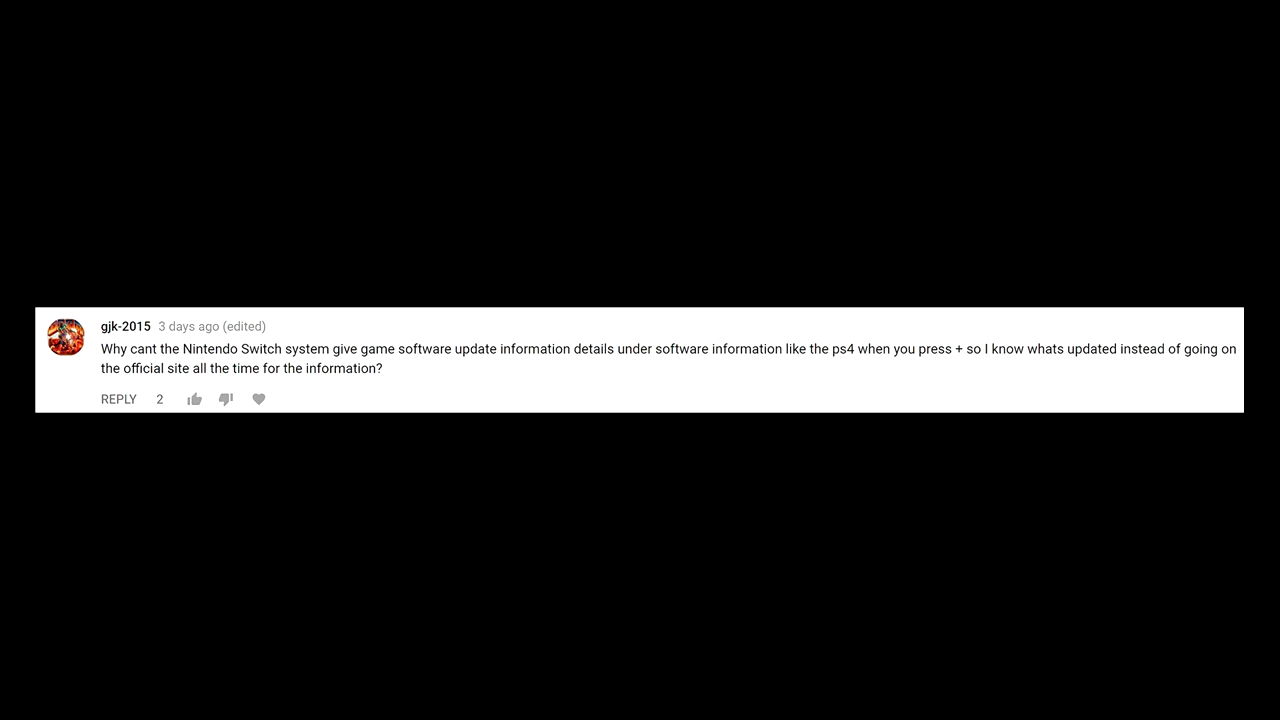 gjk-2015 3 days ago (edited)
Why cant the Nintendo Switch system give game software update information details under software information like the ps4 when you press + so I know whats updated instead of going on
the official site all the time for the information?
REPLY 2